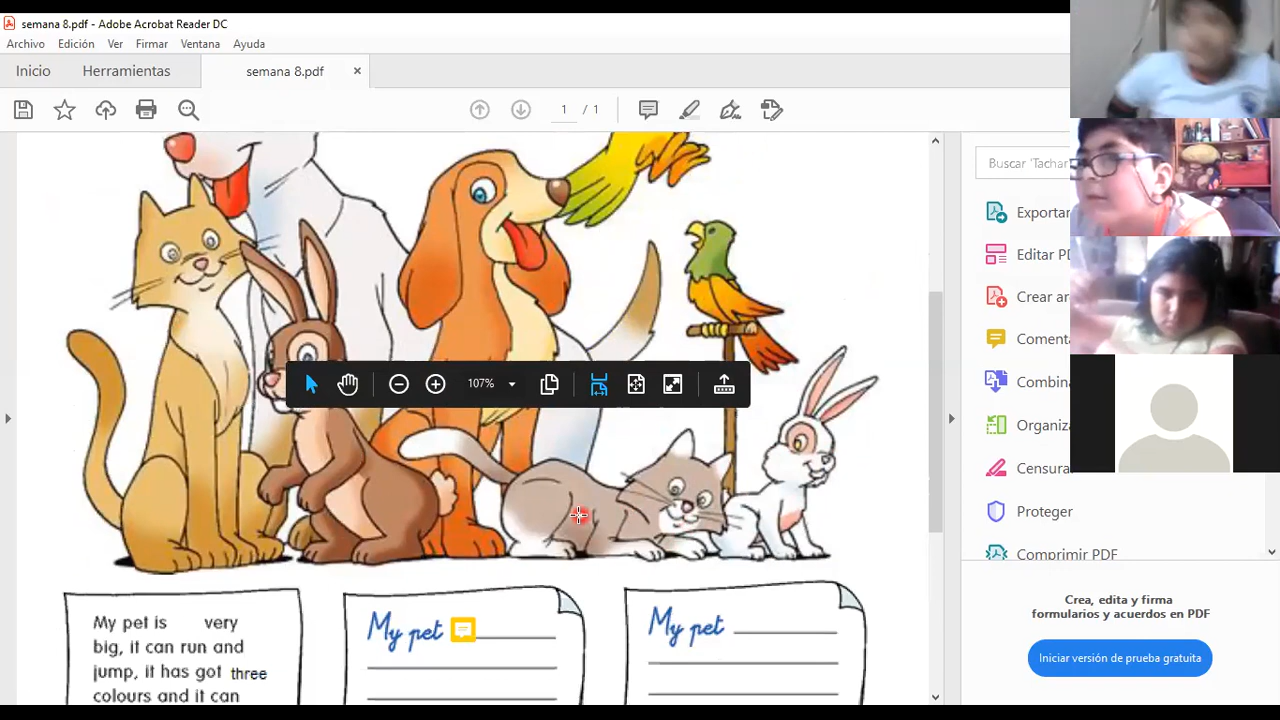 semana 8.pdf - Adobe Acrobat Reader DC
Archivo Edición Ver Firmar Ventana Ayuda
Inicio Herramientas semana 8.pdf ×
1 / 1
Buscar 'Tachar
Exportar
Editar PD
Crear ar
Comenta
Combina
Organiza
Censura
Proteger
Comprimir PDF
107%
Crea, edita y firma
formularios y acuerdos en PDF
Iniciar versión de prueba gratuita
My pet is very
big, it can run and
jump, it has got three
colours and it can
My pet
My pet